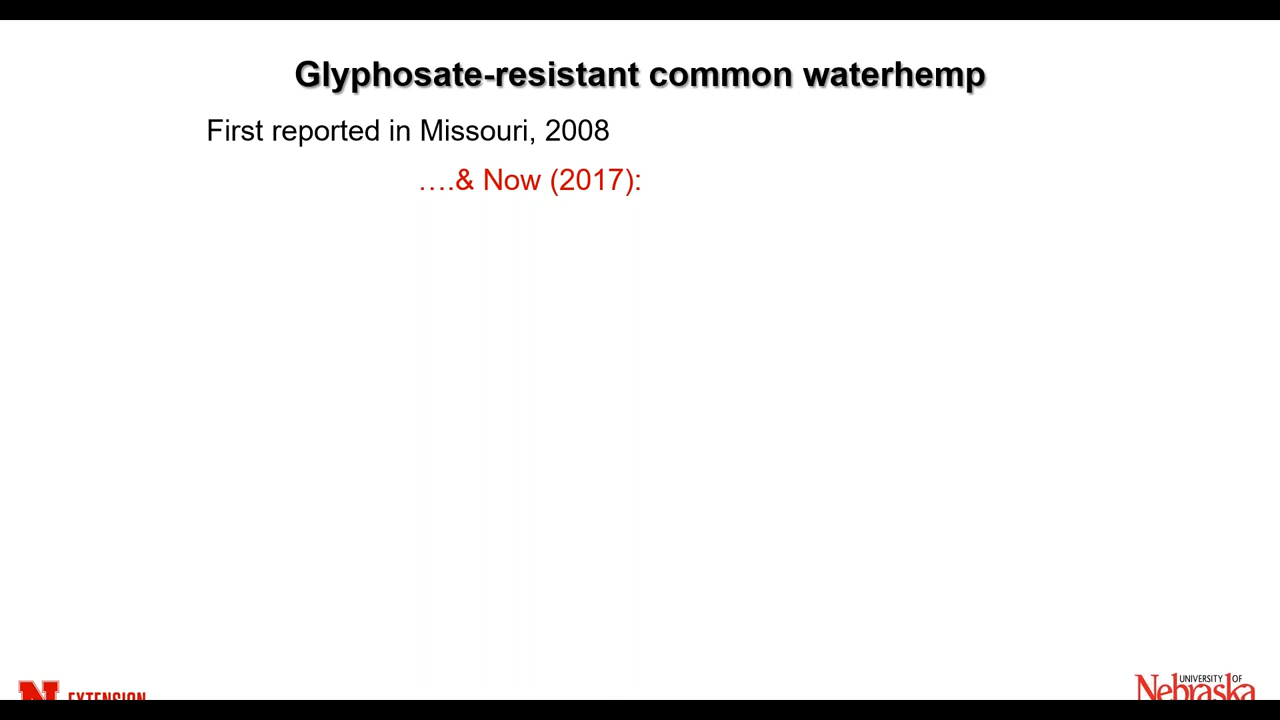 Glyphosate-resistant common waterhemp
First reported in Missouri, 2008
….& Now (2017):
N EXTENSION
UNIVERSITY OF
Nebraska